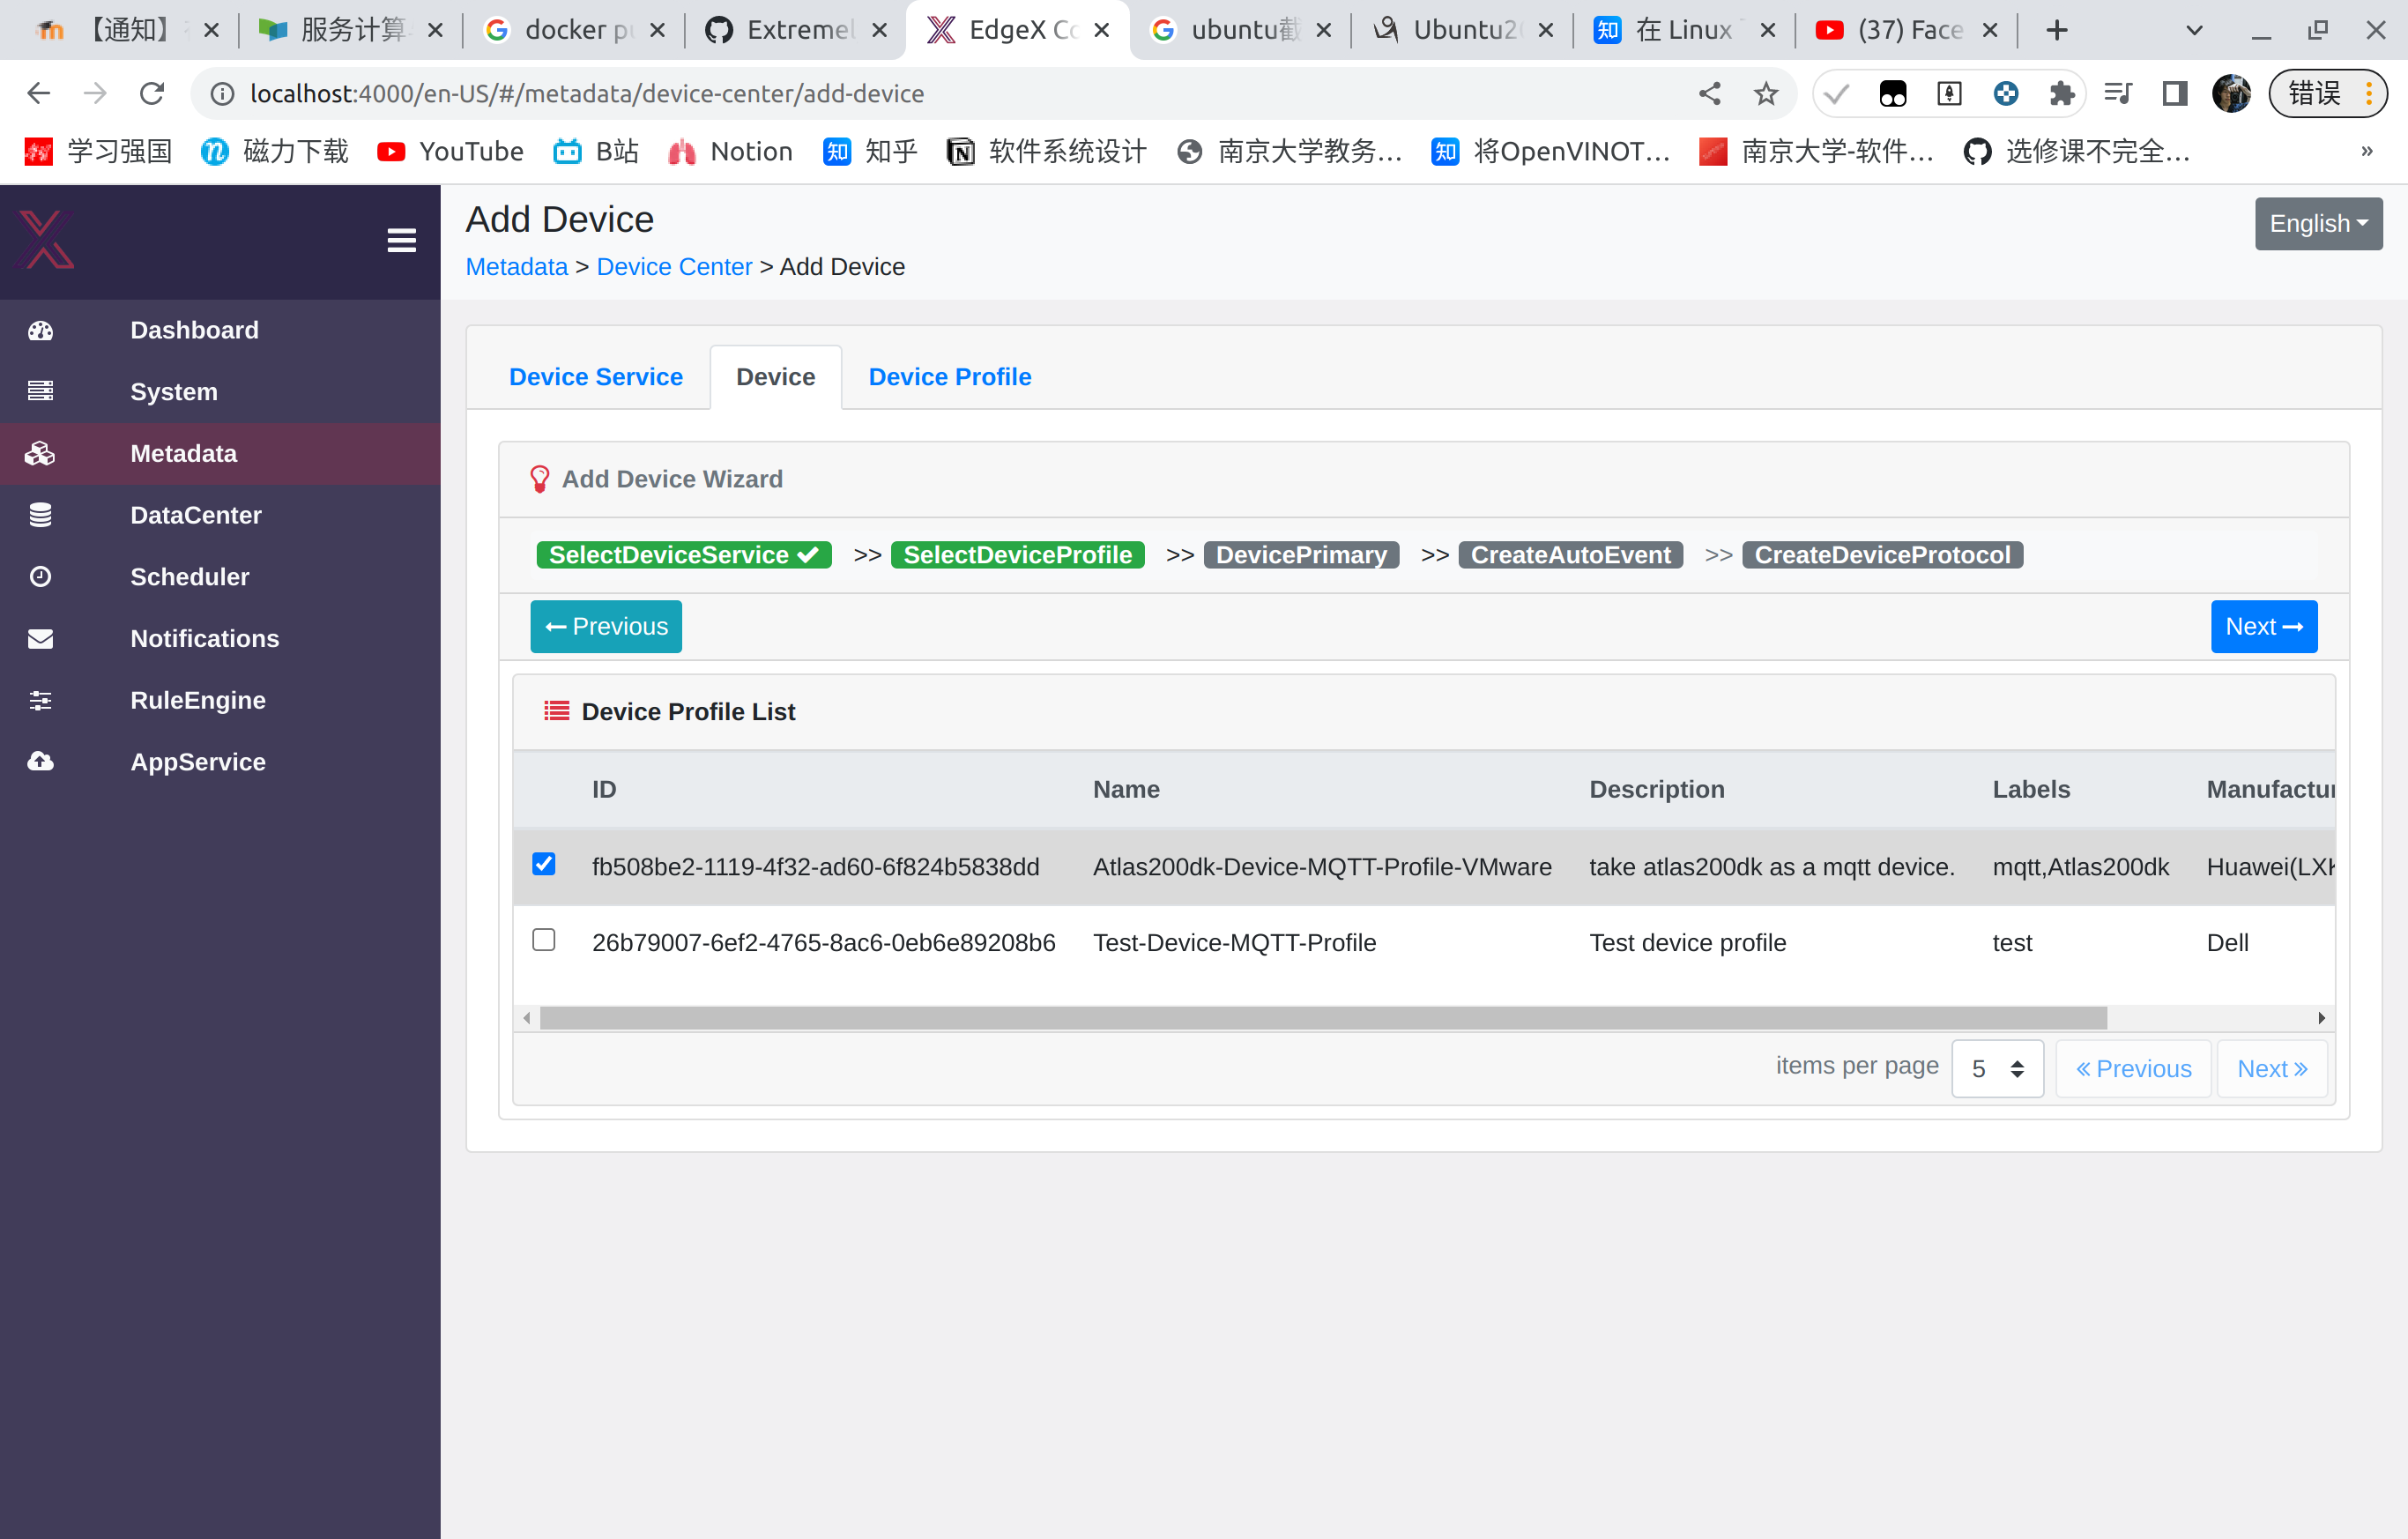 【通知】
服务计算
docker pu
Extremel
EdgeX Co
ubuntu截
Ubuntu20
在 Linux
(37) Face
localhost:4000/en-US/#/metadata/device-center/add-device
错误
学习强国
磁力下载
YouTube
B站
Notion
知乎
软件系统设计
南京大学教务...
将OpenVINOT...
南京大学-软件...
选修课不完全...
»
Add Device
English
Metadata > Device Center > Add Device
Dashboard
System
Metadata
DataCenter
Scheduler
Notifications
RuleEngine
AppService
Device Service
Device
Device Profile
Add Device Wizard
SelectDeviceService >> SelectDeviceProfile >> DevicePrimary >> CreateAutoEvent >> CreateDeviceProtocol
Previous
Next
Device Profile List
ID Name Description Labels Manufactur
fb508be2-1119-4f32-ad60-6f824b5838dd Atlas200dk-Device-MQTT-Profile-VMware take atlas200dk as a mqtt device. mqtt,Atlas200dk Huawei(LXK
26b79007-6ef2-4765-8ac6-0eb6e89208b6 Test-Device-MQTT-Profile Test device profile test Dell
items per page 5 « Previous Next »